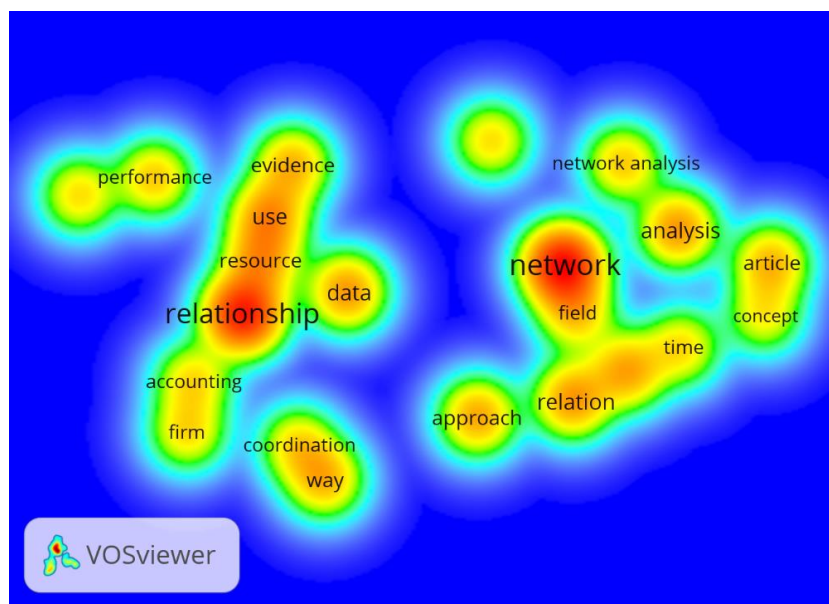 evidence
network analysis
performance
use
analysis
resource
network
article
data
relationship
field
concept
time
accounting
relation
approach
firm
coordination
way
VOSviewer